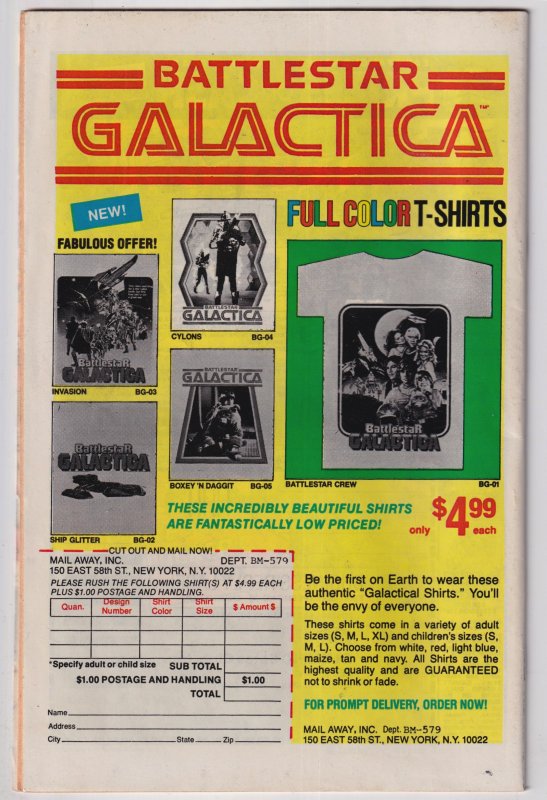 BATTLESTAR
GALACTICA™
NEW!
FABULOUS OFFER!
FULL COLOR T-SHIRTS
BATTLESTAR
GALACTICA
CYLONS BG-04
BattlestaR
GALACTICA
INVASION BG-03
BATTLESTAR
GALACTICA
BOXEY 'N DAGGIT BG-05
BattlestaR
GALACTICA
SHIP GLITTER BG-02
BattlestaR
GALACTICA
BATTLESTAR CREW BG-01
THESE INCREDIBLY BEAUTIFUL SHIRTS
ARE FANTASTICALLY LOW PRICED!
only $4.99 each
CUT OUT AND MAIL NOW!
MAIL AWAY, INC. DEPT. BM-579
150 EAST 58th ST., NEW YORK, N.Y. 10022
PLEASE RUSH THE FOLLOWING SHIRT(S) AT $4.99 EACH
PLUS $1.00 POSTAGE AND HANDLING.
Quan. Design Number Shirt Color Shirt Size $ Amount $
*Specify adult or child size SUB TOTAL
$1.00 POSTAGE AND HANDLING $1.00
TOTAL
Name
Address
City State Zip
Be the first on Earth to wear these
authentic "Galactical Shirts." You'll
be the envy of everyone.
These shirts come in a variety of adult
sizes (S, M, L, XL) and children's sizes (S,
M, L). Choose from white, red, light blue,
maize, tan and navy. All Shirts are the
highest quality and are GUARANTEED
not to shrink or fade.
FOR PROMPT DELIVERY, ORDER NOW!
MAIL AWAY, INC. Dept. BM-579
150 EAST 58th ST., NEW YORK, N.Y. 10022